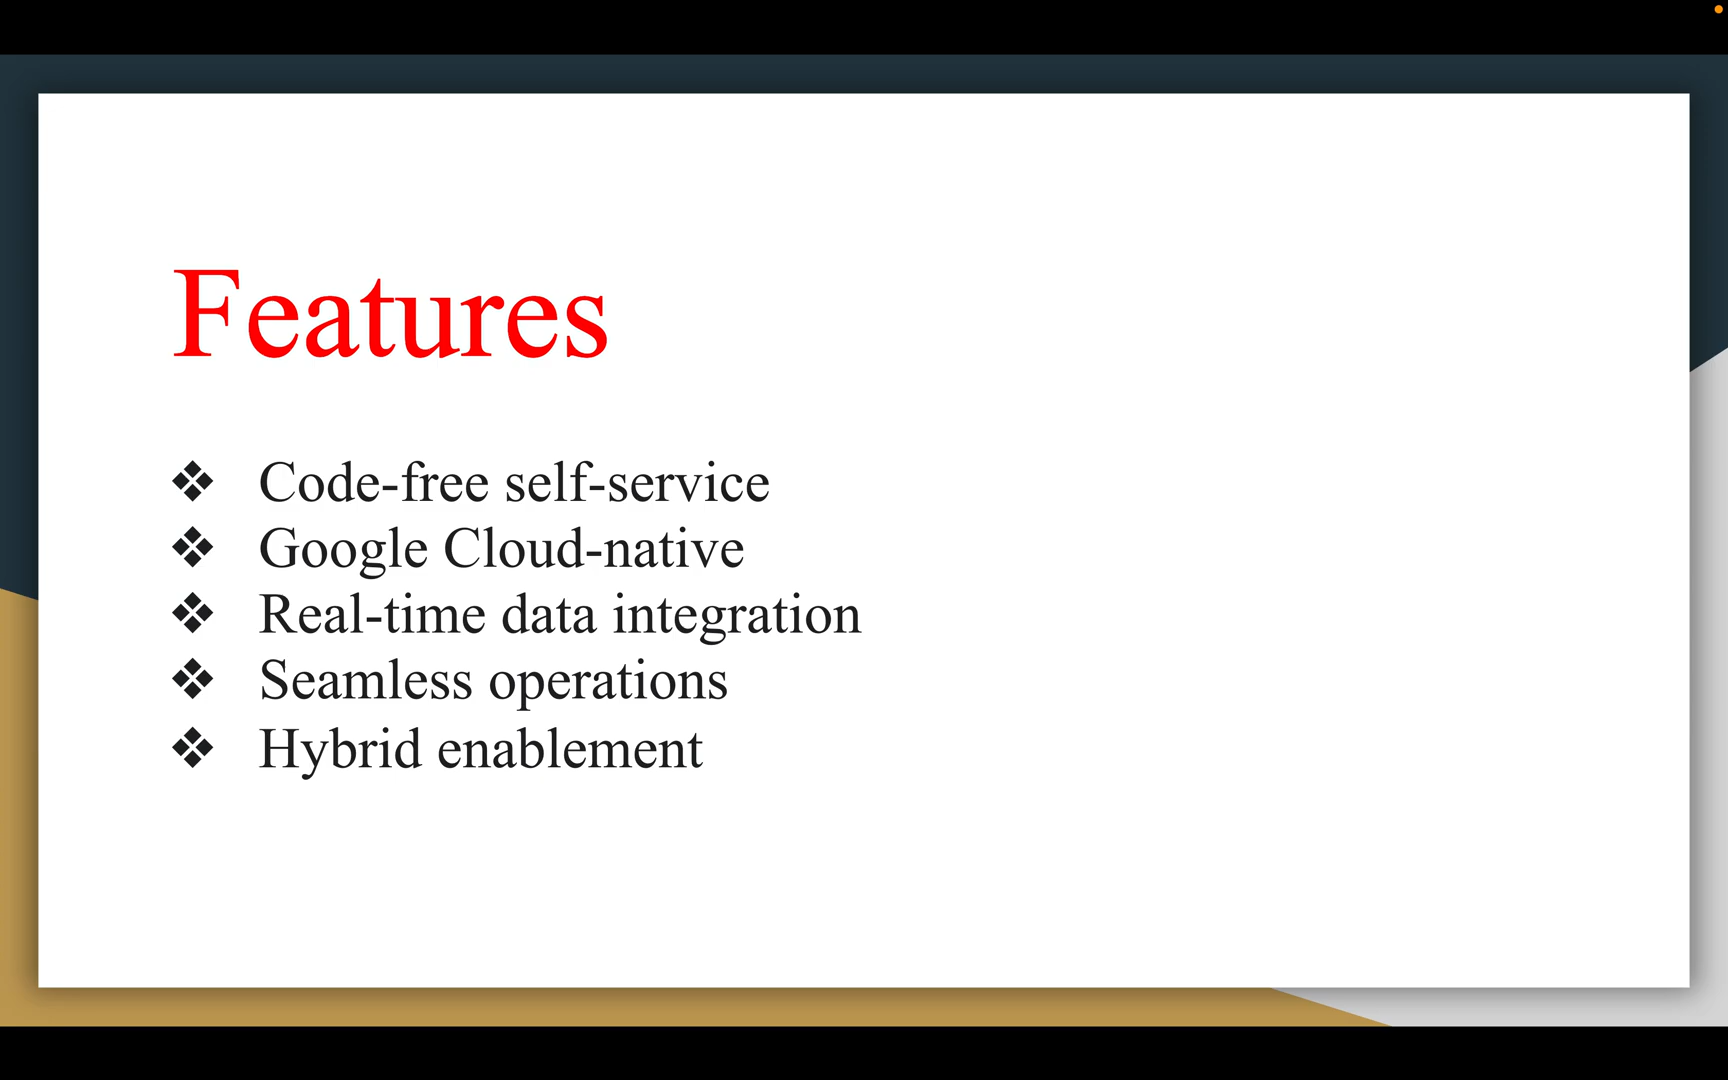 Features
❖ Code-free self-service
❖ Google Cloud-native
❖ Real-time data integration
❖ Seamless operations
❖ Hybrid enablement